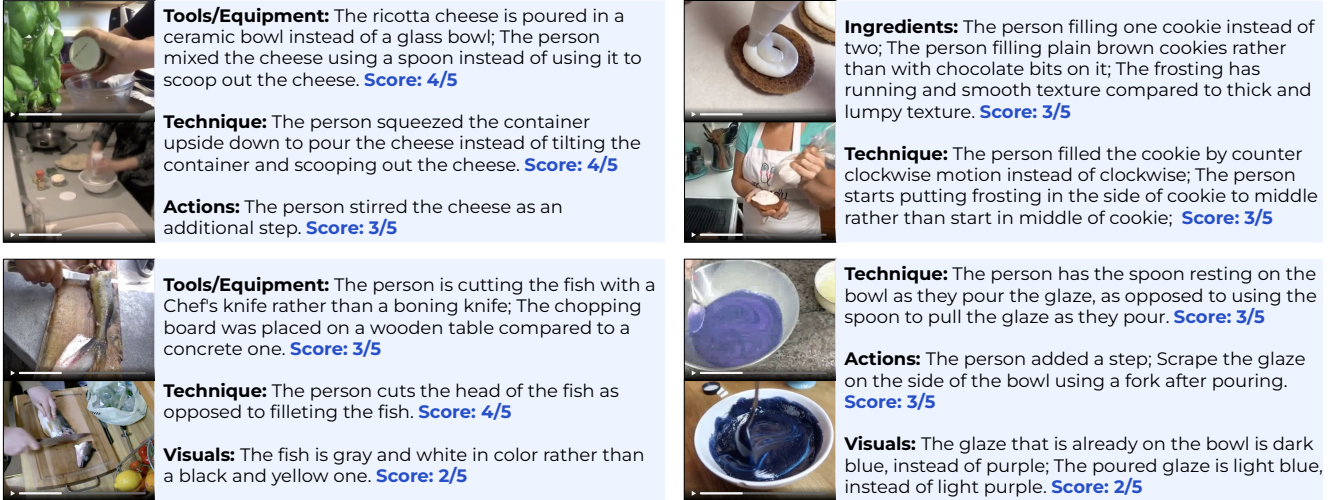 Tools/Equipment: The ricotta cheese is poured in a
ceramic bowl instead of a glass bowl; The person
mixed the cheese using a spoon instead of using it to
scoop out the cheese. Score: 4/5
Technique: The person squeezed the container
upside down to pour the cheese instead of tilting the
container and scooping out the cheese. Score: 4/5
Actions: The person stirred the cheese as an
additional step. Score: 3/5
Ingredients: The person filling one cookie instead of
two; The person filling plain brown cookies rather
than with chocolate bits on it; The frosting has
running and smooth texture compared to thick and
lumpy texture. Score: 3/5
Technique: The person filled the cookie by counter
clockwise motion instead of clockwise; The person
starts putting frosting in the side of cookie to middle
rather than start in middle of cookie; Score: 3/5
Tools/Equipment: The person is cutting the fish with a
Chef's knife rather than a boning knife; The chopping
board was placed on a wooden table compared to a
concrete one. Score: 3/5
Technique: The person cuts the head of the fish as
opposed to filleting the fish. Score: 4/5
Visuals: The fish is gray and white in color rather than
a black and yellow one. Score: 2/5
Technique: The person has the spoon resting on the
bowl as they pour the glaze, as opposed to using the
spoon to pull the glaze as they pour. Score: 3/5
Actions: The person added a step; Scrape the glaze
on the side of the bowl using a fork after pouring.
Score: 3/5
Visuals: The glaze that is already on the bowl is dark
blue, instead of purple; The poured glaze is light blue,
instead of light purple. Score: 2/5